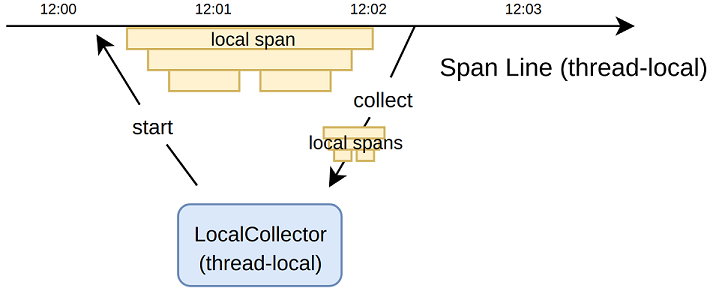 12:00 12:01 12:02 12:03
local span
Span Line (thread-local)
collect
start
local spans
LocalCollector
(thread-local)